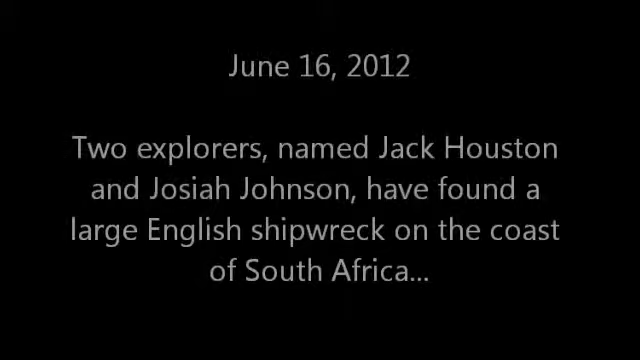 June 16, 2012
Two explorers, named Jack Houston
and Josiah Johnson, have found a
large English shipwreck on the coast
of South Africa...